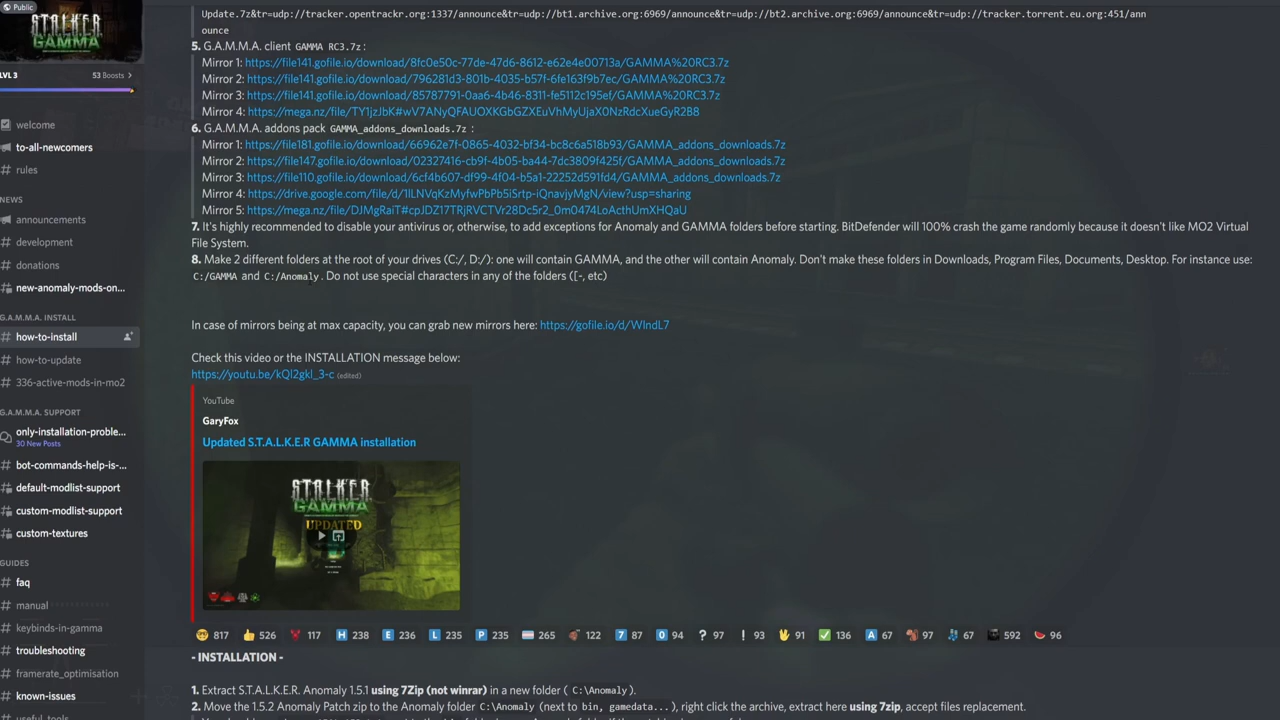 Public
S.T.A.L.K.E.R
GAMMA
LVL 3
53 Boosts >
welcome
to-all-newcomers
rules
NEWS
announcements
development
donations
new-anomaly-mods-on...
G.A.M.M.A. INSTALL
how-to-install
how-to-update
336-active-mods-in-mo2
G.A.M.M.A. SUPPORT
only-installation-proble...
30 New Posts
bot-commands-help-is-...
default-modlist-support
custom-modlist-support
custom-textures
GUIDES
faq
manual
keybinds-in-gamma
troubleshooting
framerate_optimisation
known-issues
useful-tools
Update.7z&tr=udp://tracker.opentrackr.org:1337/announce&tr=udp://bt1.archive.org:6969/announce&tr=udp://bt2.archive.org:6969/announce&tr=udp://tracker.torrent.eu.org:451/ann
ounce
5. G.A.M.M.A. client GAMMA RC3.7z:
Mirror 1: https://file141.gofile.io/download/8fc0e50c-77de-47d6-8612-e62e4e00713a/GAMMA%20RC3.7z
Mirror 2: https://file141.gofile.io/download/796281d3-801b-4035-b57f-6fe163f9b7ec/GAMMA%20RC3.7z
Mirror 3: https://file141.gofile.io/download/85787791-0aa6-4b46-8311-fe5112c195ef/GAMMA%20RC3.7z
Mirror 4: https://mega.nz/file/TY1jzJbK#wV7ANyQFAUOXKGbGZXEuVhMyUjaX0NzRdcXueGyR2B8
6. G.A.M.M.A. addons pack GAMMA_addons_downloads.7z :
Mirror 1: https://file181.gofile.io/download/66962e7f-0865-4032-bf34-bc8c6a518b93/GAMMA_addons_downloads.7z
Mirror 2: https://file147.gofile.io/download/02327416-cb9f-4b05-ba44-7dc3809f425f/GAMMA_addons_downloads.7z
Mirror 3: https://file110.gofile.io/download/6cf4b607-df99-4f04-b5a1-22252d591fd4/GAMMA_addons_downloads.7z
Mirror 4: https://drive.google.com/file/d/1lLNVqKzMyfwPbPb5iSrtp-iQnavjyMgN/view?usp=sharing
Mirror 5: https://mega.nz/file/DJMgRaiT#cpJDZ17TRjRVCTVr28Dc5r2_0m0474LoActhUmXHQaU
7. It's highly recommended to disable your antivirus or, otherwise, to add exceptions for Anomaly and GAMMA folders before starting. BitDefender will 100% crash the game randomly because it doesn't like MO2 Virtual
File System.
8. Make 2 different folders at the root of your drives (C:/, D:/): one will contain GAMMA, and the other will contain Anomaly. Don't make these folders in Downloads, Program Files, Documents, Desktop. For instance use:
C:/GAMMA and C:/Anomaly. Do not use special characters in any of the folders ([-, etc)
In case of mirrors being at max capacity, you can grab new mirrors here: https://gofile.io/d/WIndL7
Check this video or the INSTALLATION message below:
https://youtu.be/kQl2gkl_3-c (edited)
YouTube
GaryFox
Updated S.T.A.L.K.E.R GAMMA installation
S.T.A.L.K.E.R
GAMMA
UPDATED
817 526 117 H 238 E 236 L 235 P 235 265 122 7 87 0 94 ? 97 ! 93 91 136 A 67 97 67 592 96
- INSTALLATION -
1. Extract S.T.A.L.K.E.R. Anomaly 1.5.1 using 7Zip (not winrar) in a new folder ( C:\Anomaly).
2. Move the 1.5.2 Anomaly Patch zip to the Anomaly folder C:\Anomaly (next to bin, gamedata...), right click the archive, extract here using 7zip, accept files replacement.